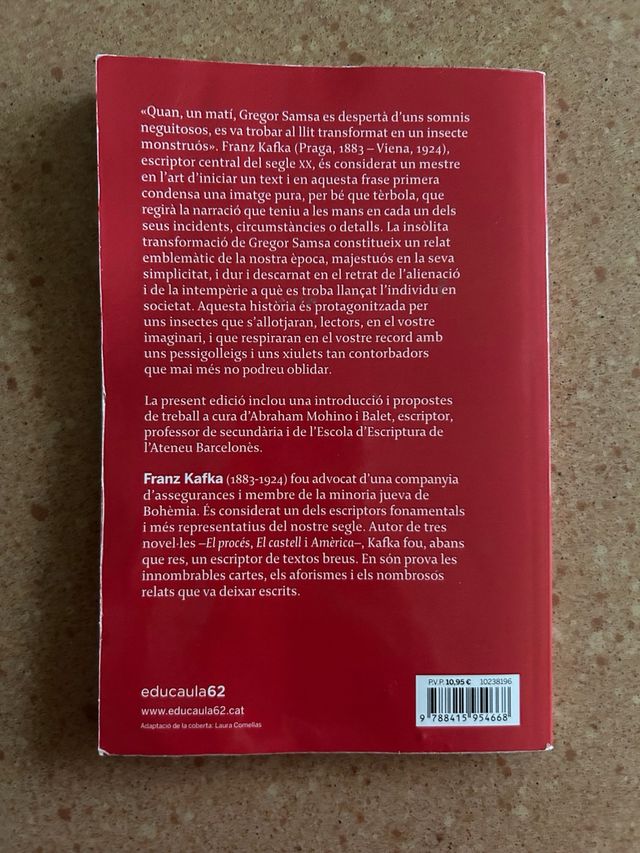 «Quan, un matí, Gregor Samsa es despertà d'uns somnis
neguitosos, es va trobar al llit transformat en un insecte
monstruós». Franz Kafka (Praga, 1883 – Viena, 1924),
escriptor central del segle XX, és considerat un mestre
en l'art d'iniciar un text i en aquesta frase primera
condensa una imatge pura, per bé que tèrbola, que
regirà la narració que teniu a les mans en cada un dels
seus incidents, circumstàncies o detalls. La insòlita
transformació de Gregor Samsa constitueix un relat
emblemàtic de la nostra època, majestuós en la seva
simplicitat, i dur i descarnat en el retrat de l'alienació
i de la intempèrie a què es troba llançat l'individu en
societat. Aquesta història és protagonitzada per
uns insectes que s'allotjaran, lectors, en el vostre
imaginari, i que respiraran en el vostre record amb
uns pessigolleigs i uns xiulets tan contorbadors
que mai més no podreu oblidar.
La present edició inclou una introducció i propostes
de treball a cura d'Abraham Mohino i Balet, escriptor,
professor de secundària i de l'Escola d'Escriptura de
l'Ateneu Barcelonès.
Franz Kafka (1883-1924) fou advocat d'una companyia
d'assegurances i membre de la minoria jueva de
Bohèmia. És considerat un dels escriptors fonamentals
i més representatius del nostre segle. Autor de tres
novel·les –El procés, El castell i Amèrica–, Kafka fou, abans
que res, un escriptor de textos breus. En són prova les
innombrables cartes, els aforismes i els nombrosos
relats que va deixar escrits.
educaula62
www.educaula62.cat
Adaptació de la coberta: Laura Comellas
P.V.P. 10,95 € 10238196
9 788415 954668